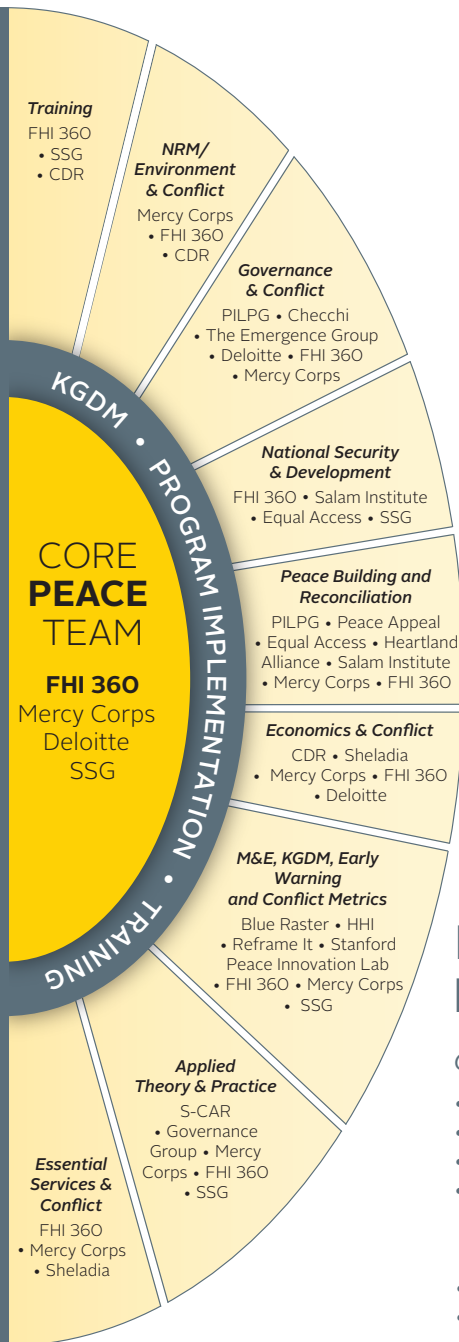 Training
FHI 360
• SSG
• CDR
NRM/
Environment
& Conflict
Mercy Corps
• FHI 360
• CDR
Governance
& Conflict
PILPG • Checchi
• The Emergence Group
• Deloitte • FHI 360
• Mercy Corps
National Security
& Development
FHI 360 • Salam Institute
• Equal Access • SSG
Peace Building and
Reconciliation
PILPG • Peace Appeal
• Equal Access • Heartland
Alliance • Salam Institute
• Mercy Corps • FHI 360
Economics & Conflict
CDR • Sheladia
• Mercy Corps • FHI 360
• Deloitte
M&E, KGDM, Early
Warning
and Conflict Metrics
Blue Raster • HHI
• Reframe It • Stanford
Peace Innovation Lab
• FHI 360 • Mercy Corps
• SSG
Applied
Theory & Practice
S-CAR
• Governance
Group • Mercy
Corps • FHI 360
• SSG
Essential
Services &
Conflict
FHI 360
• Mercy Corps
• Sheladia
KGDM • PROGRAM IMPLEMENTATION • TRAINING
CORE
PEACE
TEAM
FHI 360
Mercy Corps
Deloitte
SSG